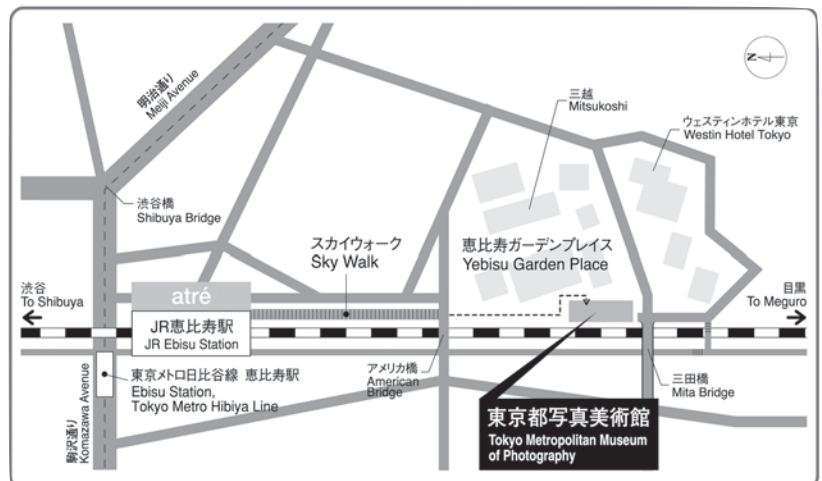 明治通り
Meiji Avenue
N
三越
Mitsukoshi
ウェスティンホテル東京
Westin Hotel Tokyo
渋谷橋
Shibuya Bridge
スカイウォーク
Sky Walk
恵比寿ガーデンプレイス
Yebisu Garden Place
渋谷
To Shibuya
atré
目黒
To Meguro
JR恵比寿駅
JR Ebisu Station
東京メトロ日比谷線 恵比寿駅
Ebisu Station,
Tokyo Metro Hibiya Line
アメリカ橋
American
Bridge
三田橋
Mita Bridge
駒沢通り
Komazawa Avenue
東京都写真美術館
Tokyo Metropolitan Museum
of Photography